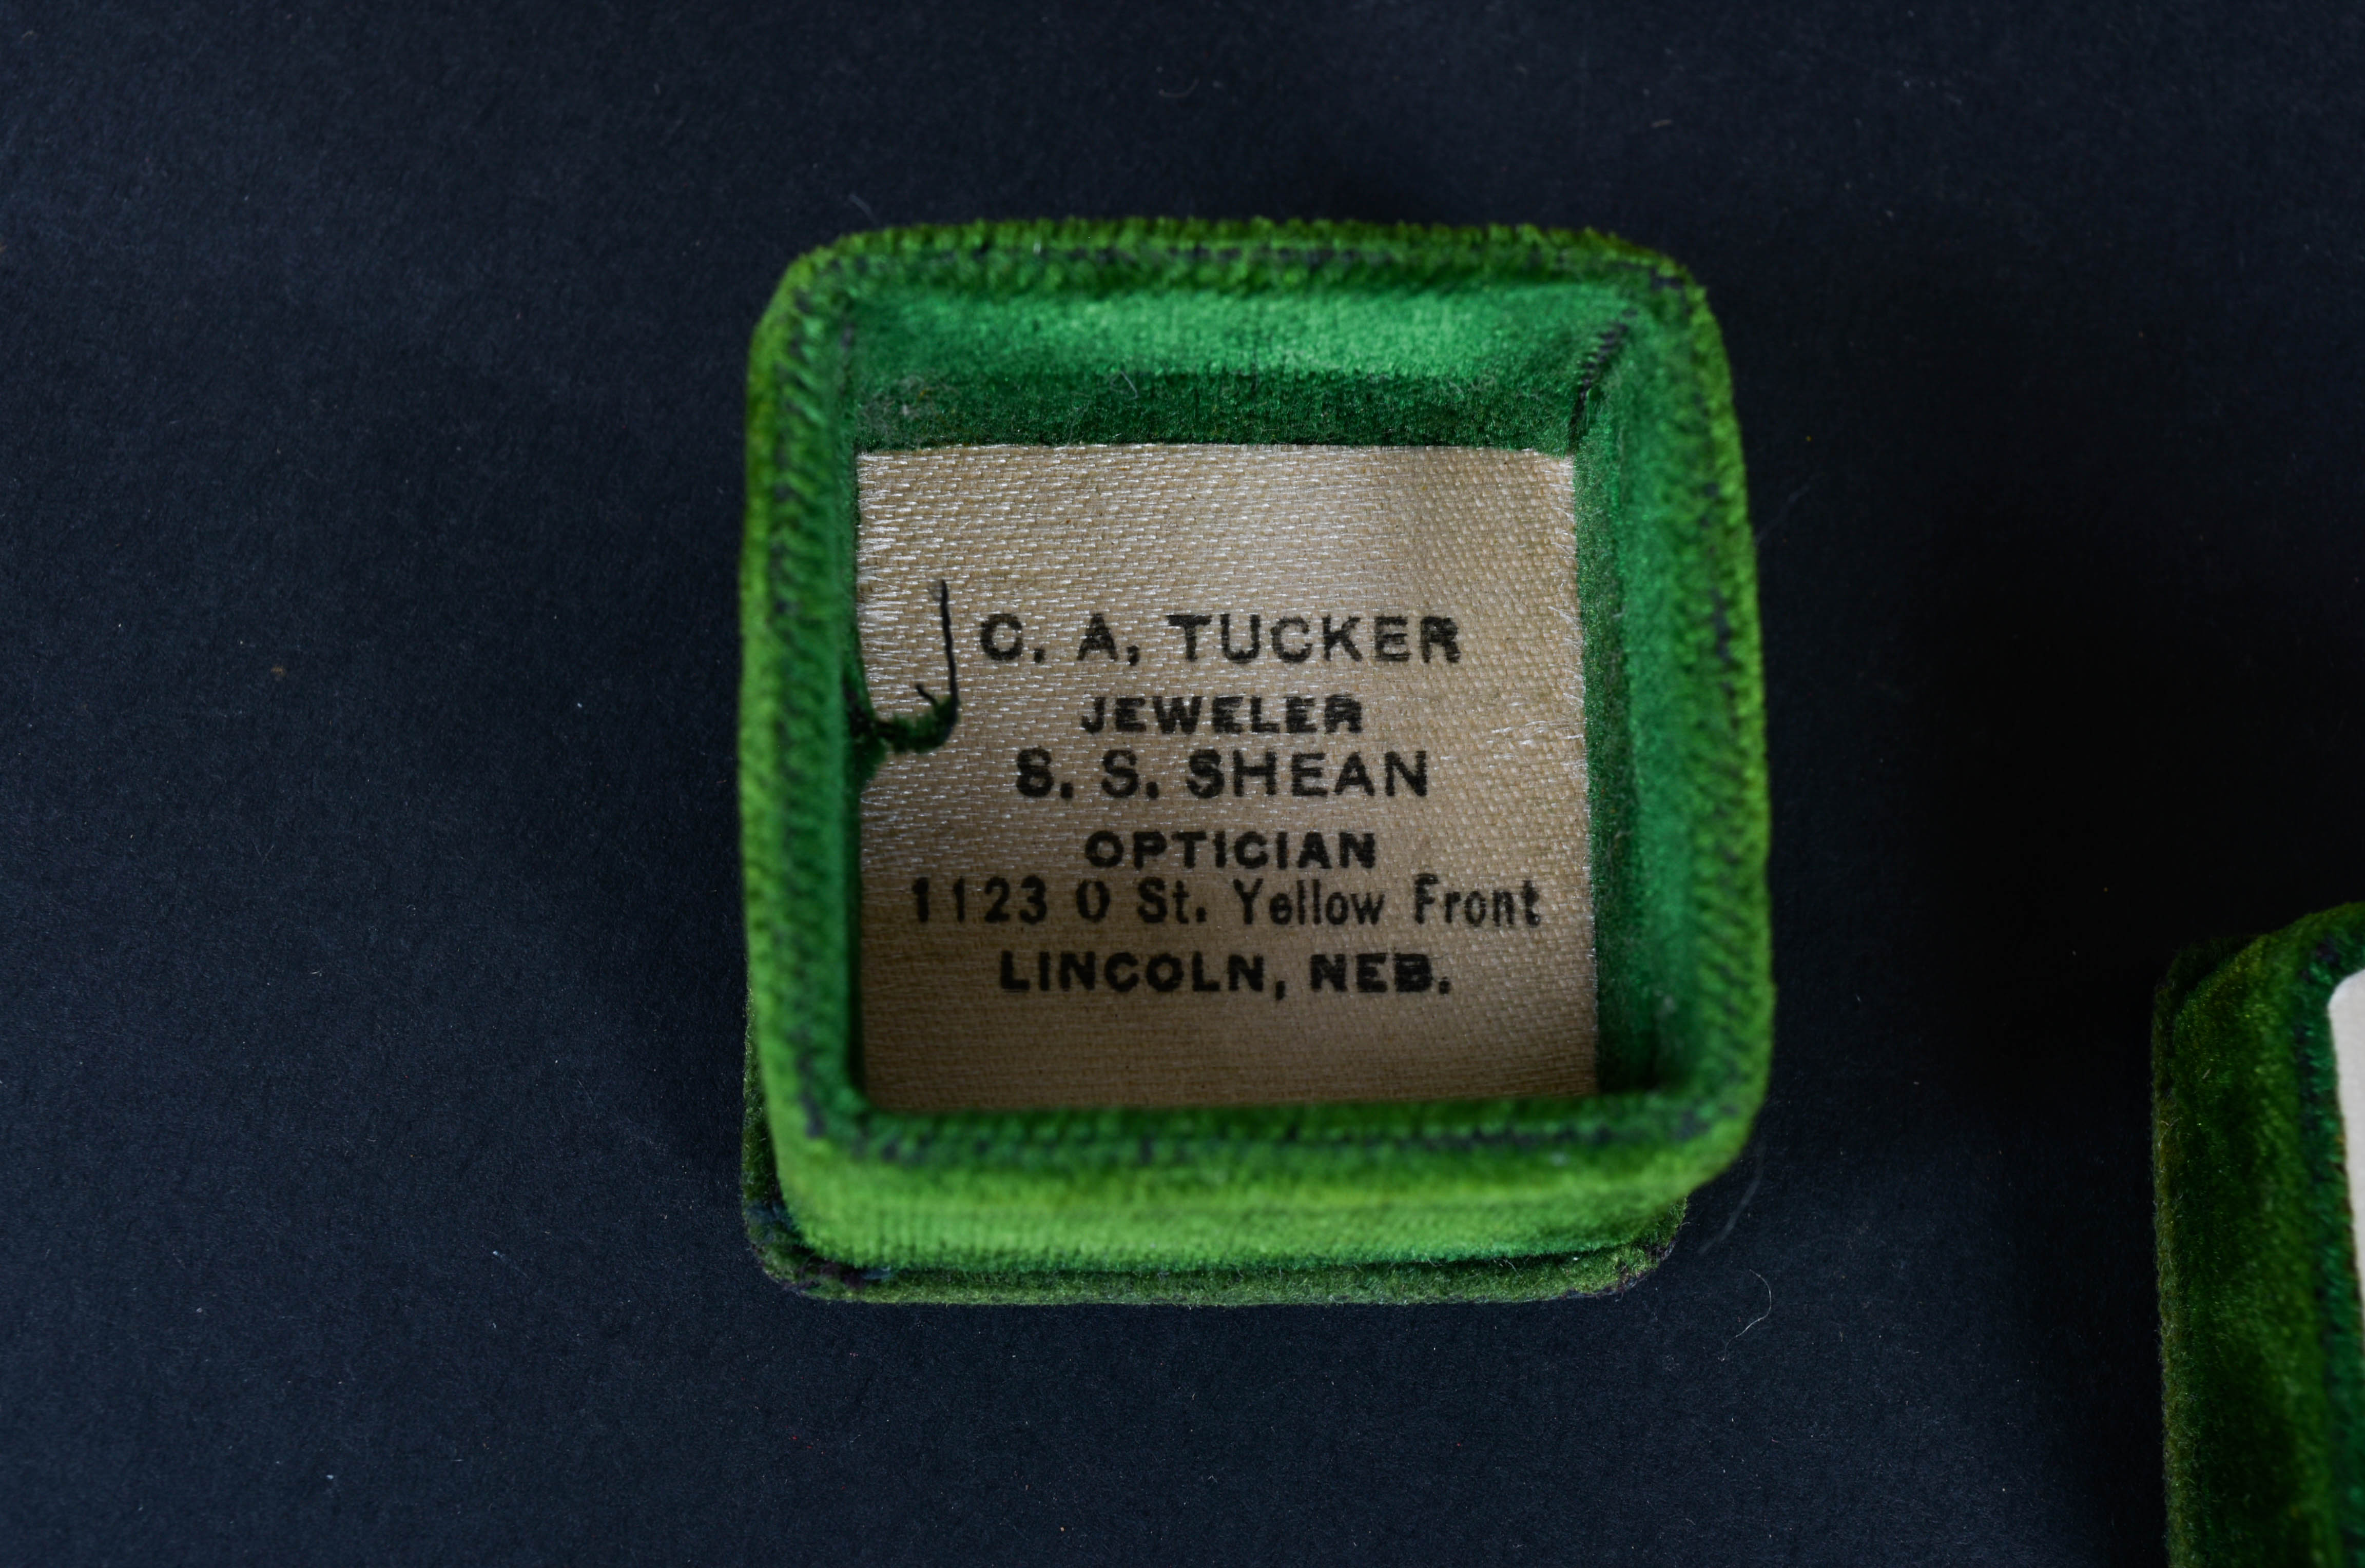 C. A. TUCKER
JEWELER
S. S. SHEAN
OPTICIAN
1123 O St. Yellow Front
LINCOLN, NEB.